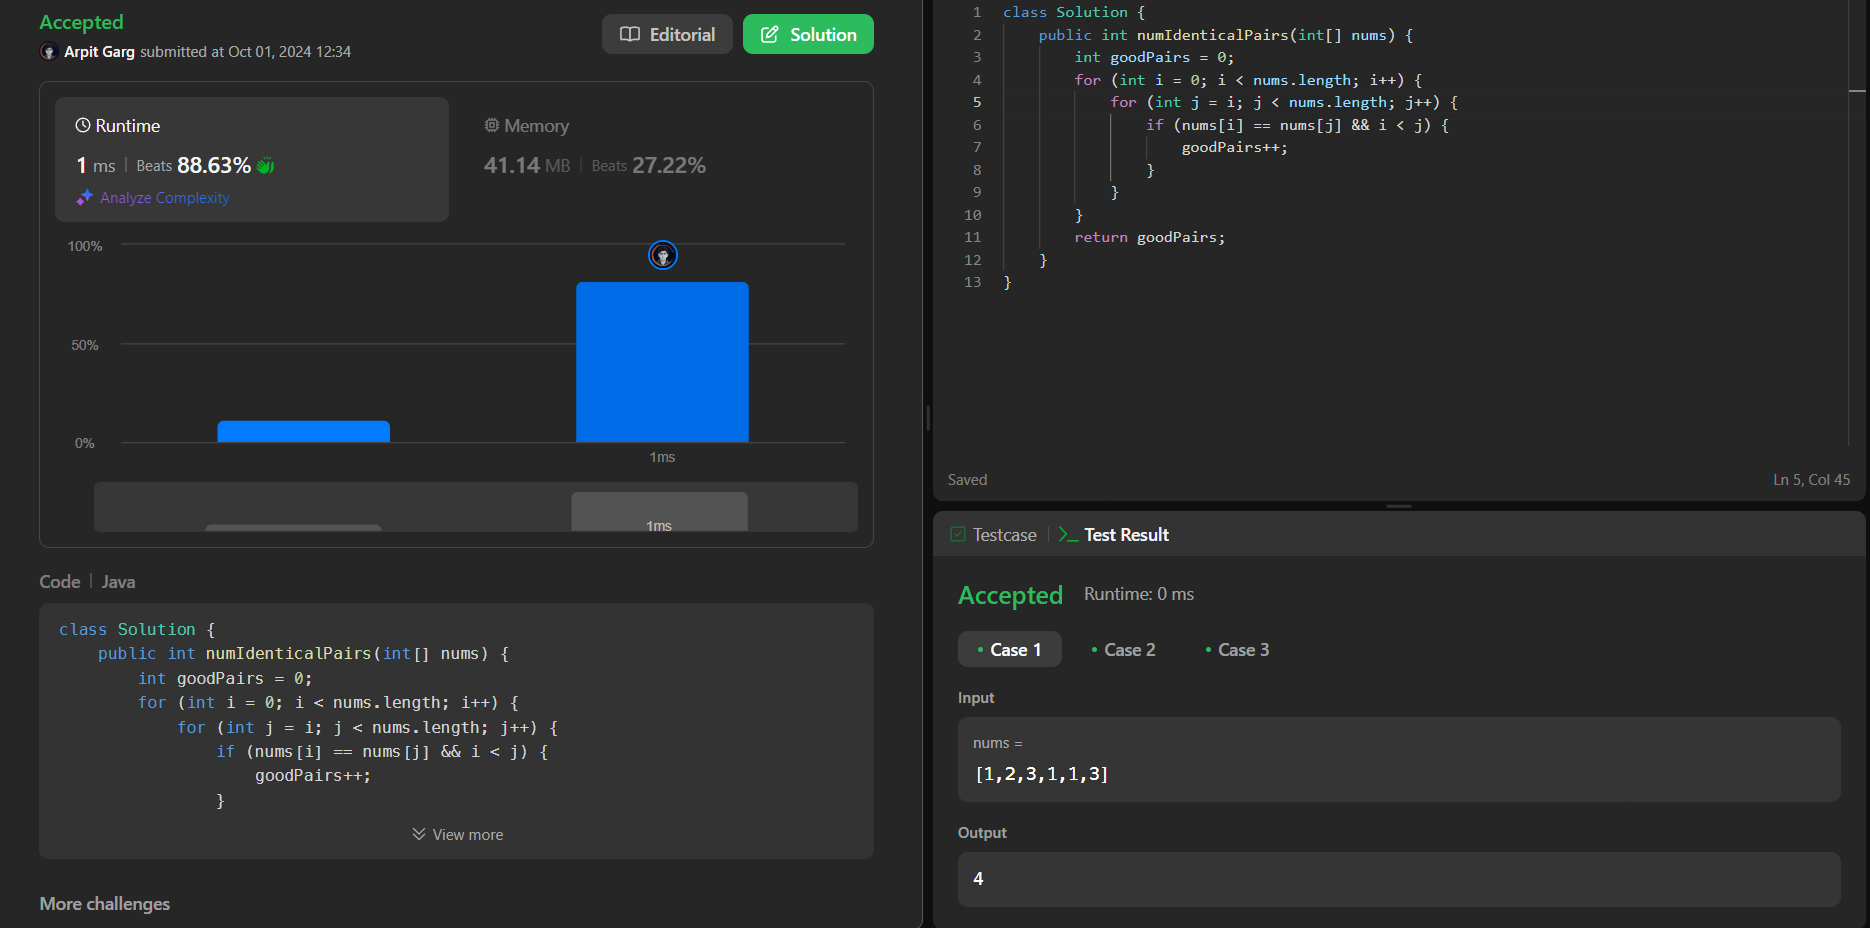 Accepted
Arpit Garg submitted at Oct 01, 2024 12:34
Editorial
Solution
Runtime
1 ms | Beats 88.63%
Analyze Complexity
Memory
41.14 MB | Beats 27.22%
100%
50%
0%
1ms
1ms
Code | Java
class Solution {
    public int numIdenticalPairs(int[] nums) {
        int goodPairs = 0;
        for (int i = 0; i < nums.length; i++) {
            for (int j = i; j < nums.length; j++) {
                if (nums[i] == nums[j] && i < j) {
                    goodPairs++;
                }
View more
More challenges
1 class Solution {
2     public int numIdenticalPairs(int[] nums) {
3         int goodPairs = 0;
4         for (int i = 0; i < nums.length; i++) {
5             for (int j = i; j < nums.length; j++) {
6                 if (nums[i] == nums[j] && i < j) {
7                     goodPairs++;
8                 }
9             }
10         }
11         return goodPairs;
12     }
13 }
Saved
Ln 5, Col 45
Testcase | >_ Test Result
Accepted Runtime: 0 ms
• Case 1 • Case 2 • Case 3
Input
nums =
[1,2,3,1,1,3]
Output
4